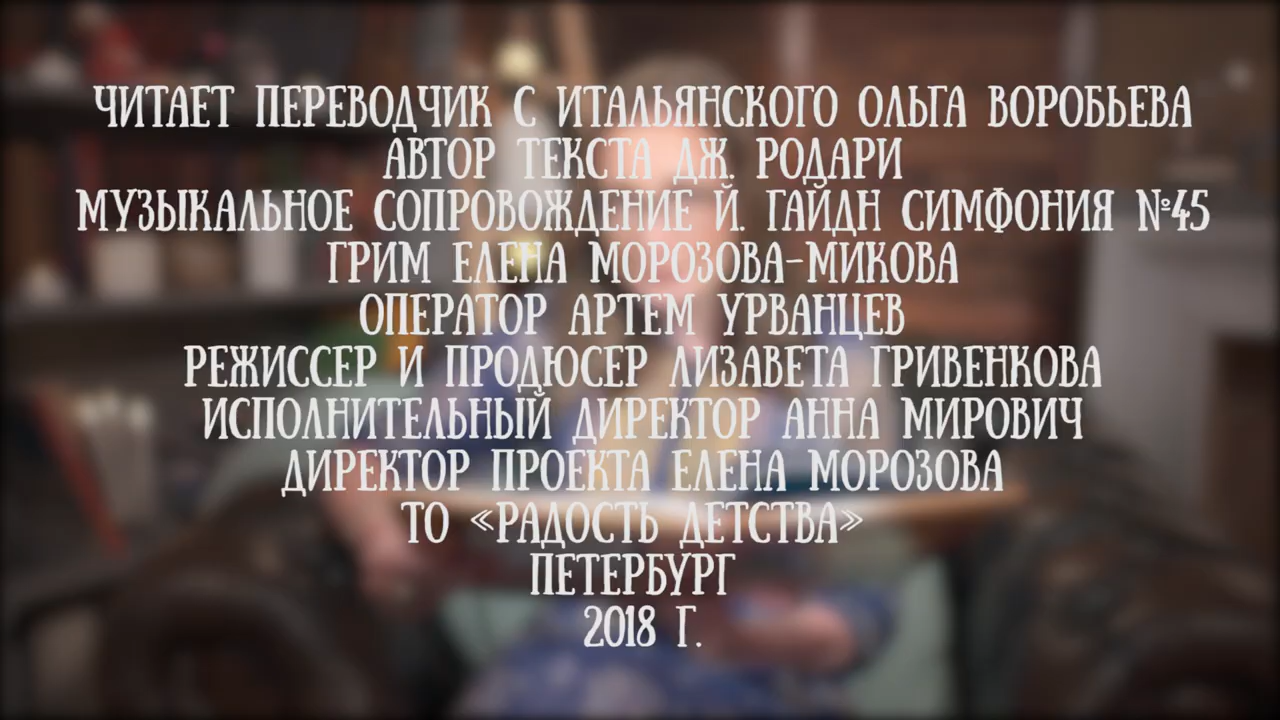 ЧИТАЕТ ПЕРЕВОДЧИК С ИТАЛЬЯНСКОГО ОЛЬГА ВОРОБЬЕВА
АВТОР ТЕКСТА ДЖ. РОДАРИ
МУЗЫКАЛЬНОЕ СОПРОВОЖДЕНИЕ Й. ГАЙДН СИМФОНИЯ №45
ГРИМ ЕЛЕНА МОРОЗОВА-МИКОВА
ОПЕРАТОР АРТЕМ УРВАНЦЕВ
РЕЖИССЕР И ПРОДЮСЕР ЛИЗАВЕТА ГРИВЕНКОВА
ИСПОЛНИТЕЛЬНЫЙ ДИРЕКТОР АННА МИРОВИЧ
ДИРЕКТОР ПРОЕКТА ЕЛЕНА МОРОЗОВА
ТО «РАДОСТЬ ДЕТСТВА»
ПЕТЕРБУРГ
2018 Г.